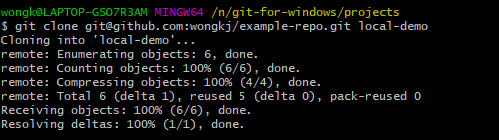 wongk@LAPTOP-GSO7R3AM MINGW64 /n/git-for-windows/projects
$ git clone git@github.com:wongkj/example-repo.git local-demo
Cloning into 'local-demo'...
remote: Enumerating objects: 6, done.
remote: Counting objects: 100% (6/6), done.
remote: Compressing objects: 100% (4/4), done.
remote: Total 6 (delta 1), reused 5 (delta 0), pack-reused 0
Receiving objects: 100% (6/6), done.
Resolving deltas: 100% (1/1), done.